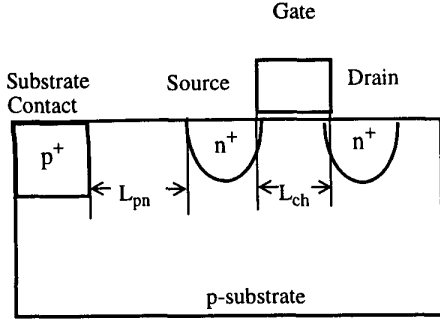 Gate
Substrate
Contact
Source
Drain
p+
n+
n+
Lpn
Lch
p-substrate